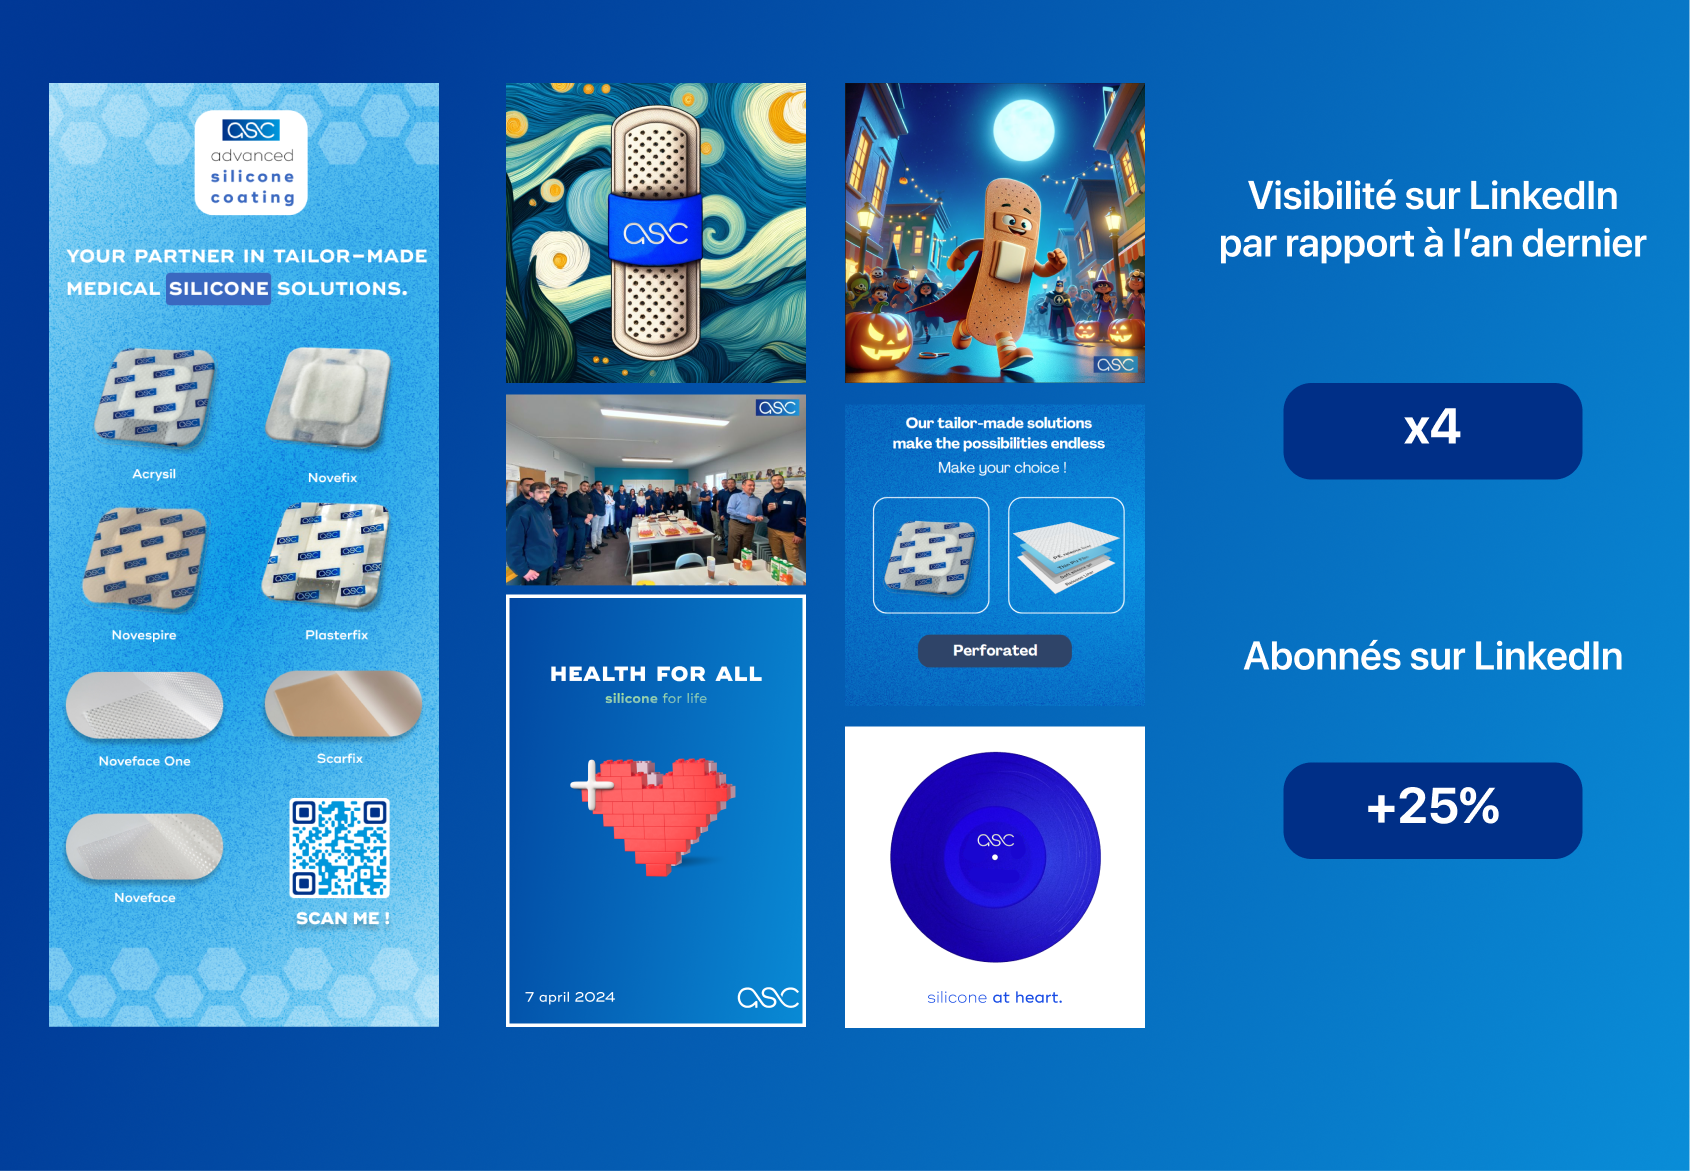 asc
advanced
silicone
coating
YOUR PARTNER IN TAILOR-MADE
MEDICAL SILICONE SOLUTIONS.
Acrysil
Novefix
Novespire
Plasterfix
Noveface One
Scarfix
Noveface
SCAN ME !
asc
asc
HEALTH FOR ALL
silicone for life
7 april 2024
asc
asc
Our tailor-made solutions
make the possibilities endless
Make your choice !
Perforated
asc
silicone at heart.
Visibilité sur LinkedIn
par rapport à l’an dernier
x4
Abonnés sur LinkedIn
+25%